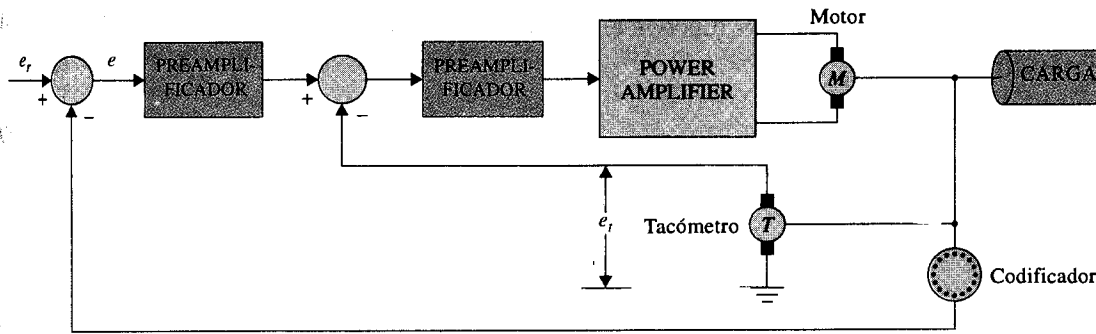 Motor
e_r
e
PREAMPLI-
FICADOR
PREAMPLI-
FICADOR
POWER
AMPLIFIER
M
CARGA
+
−
+
−
e_t
Tacómetro
T
Codificador